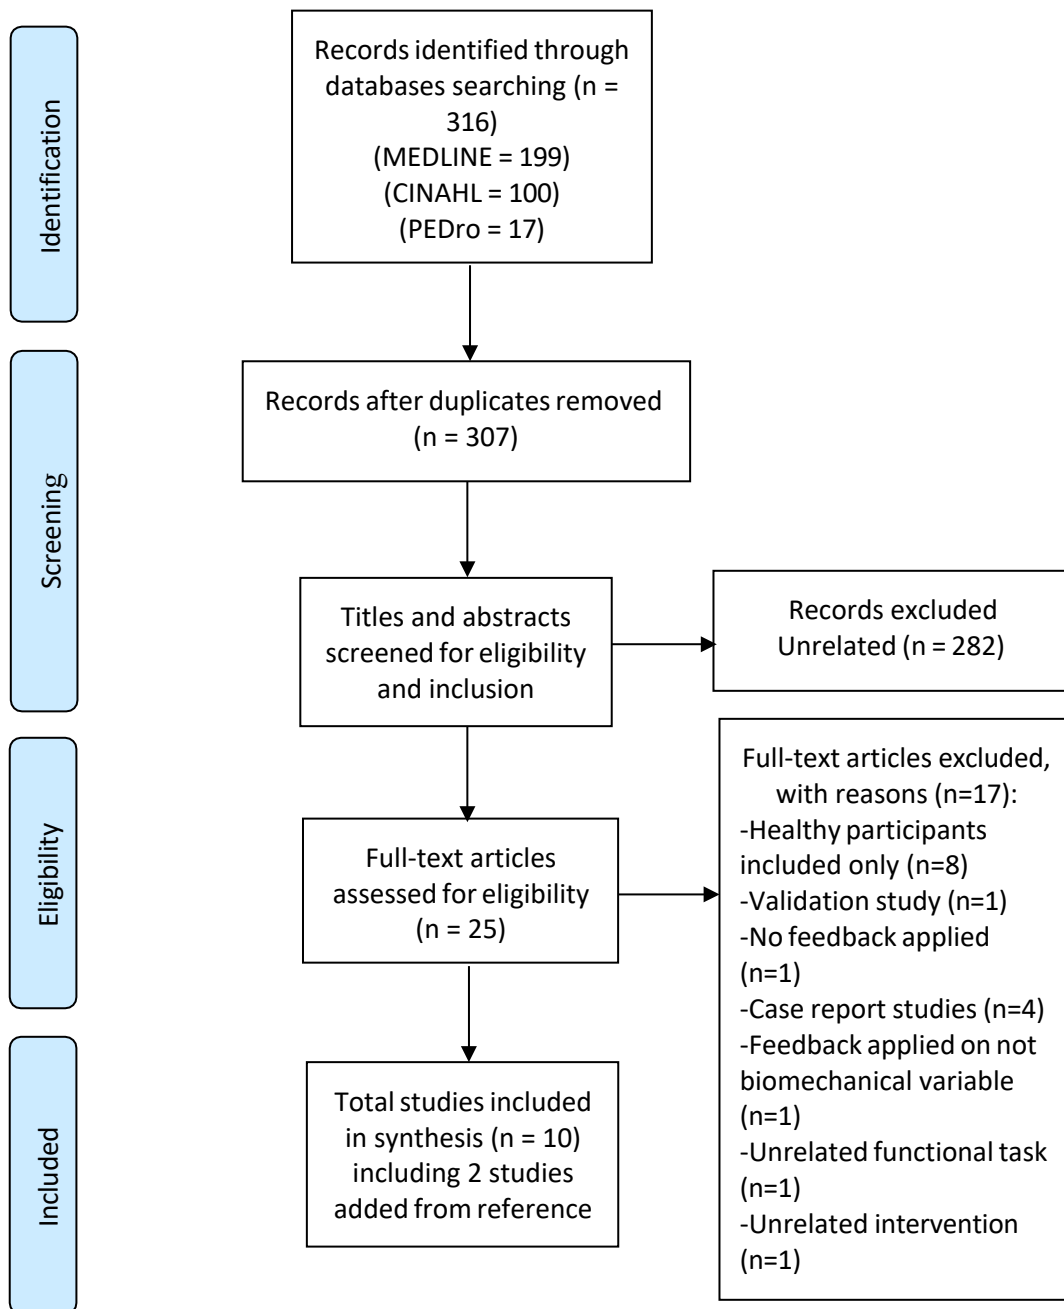 Identification
Records identified through
databases searching (n =
316)
(MEDLINE = 199)
(CINAHL = 100)
(PEDro = 17)
Screening
Records after duplicates removed
(n = 307)
Titles and abstracts
screened for eligibility
and inclusion
Records excluded
Unrelated (n = 282)
Eligibility
Full-text articles
assessed for eligibility
(n = 25)
Full-text articles excluded,
with reasons (n=17):
-Healthy participants
included only (n=8)
-Validation study (n=1)
-No feedback applied
(n=1)
-Case report studies (n=4)
-Feedback applied on not
biomechanical variable
(n=1)
-Unrelated functional task
(n=1)
-Unrelated intervention
(n=1)
Included
Total studies included
in synthesis (n = 10)
including 2 studies
added from reference